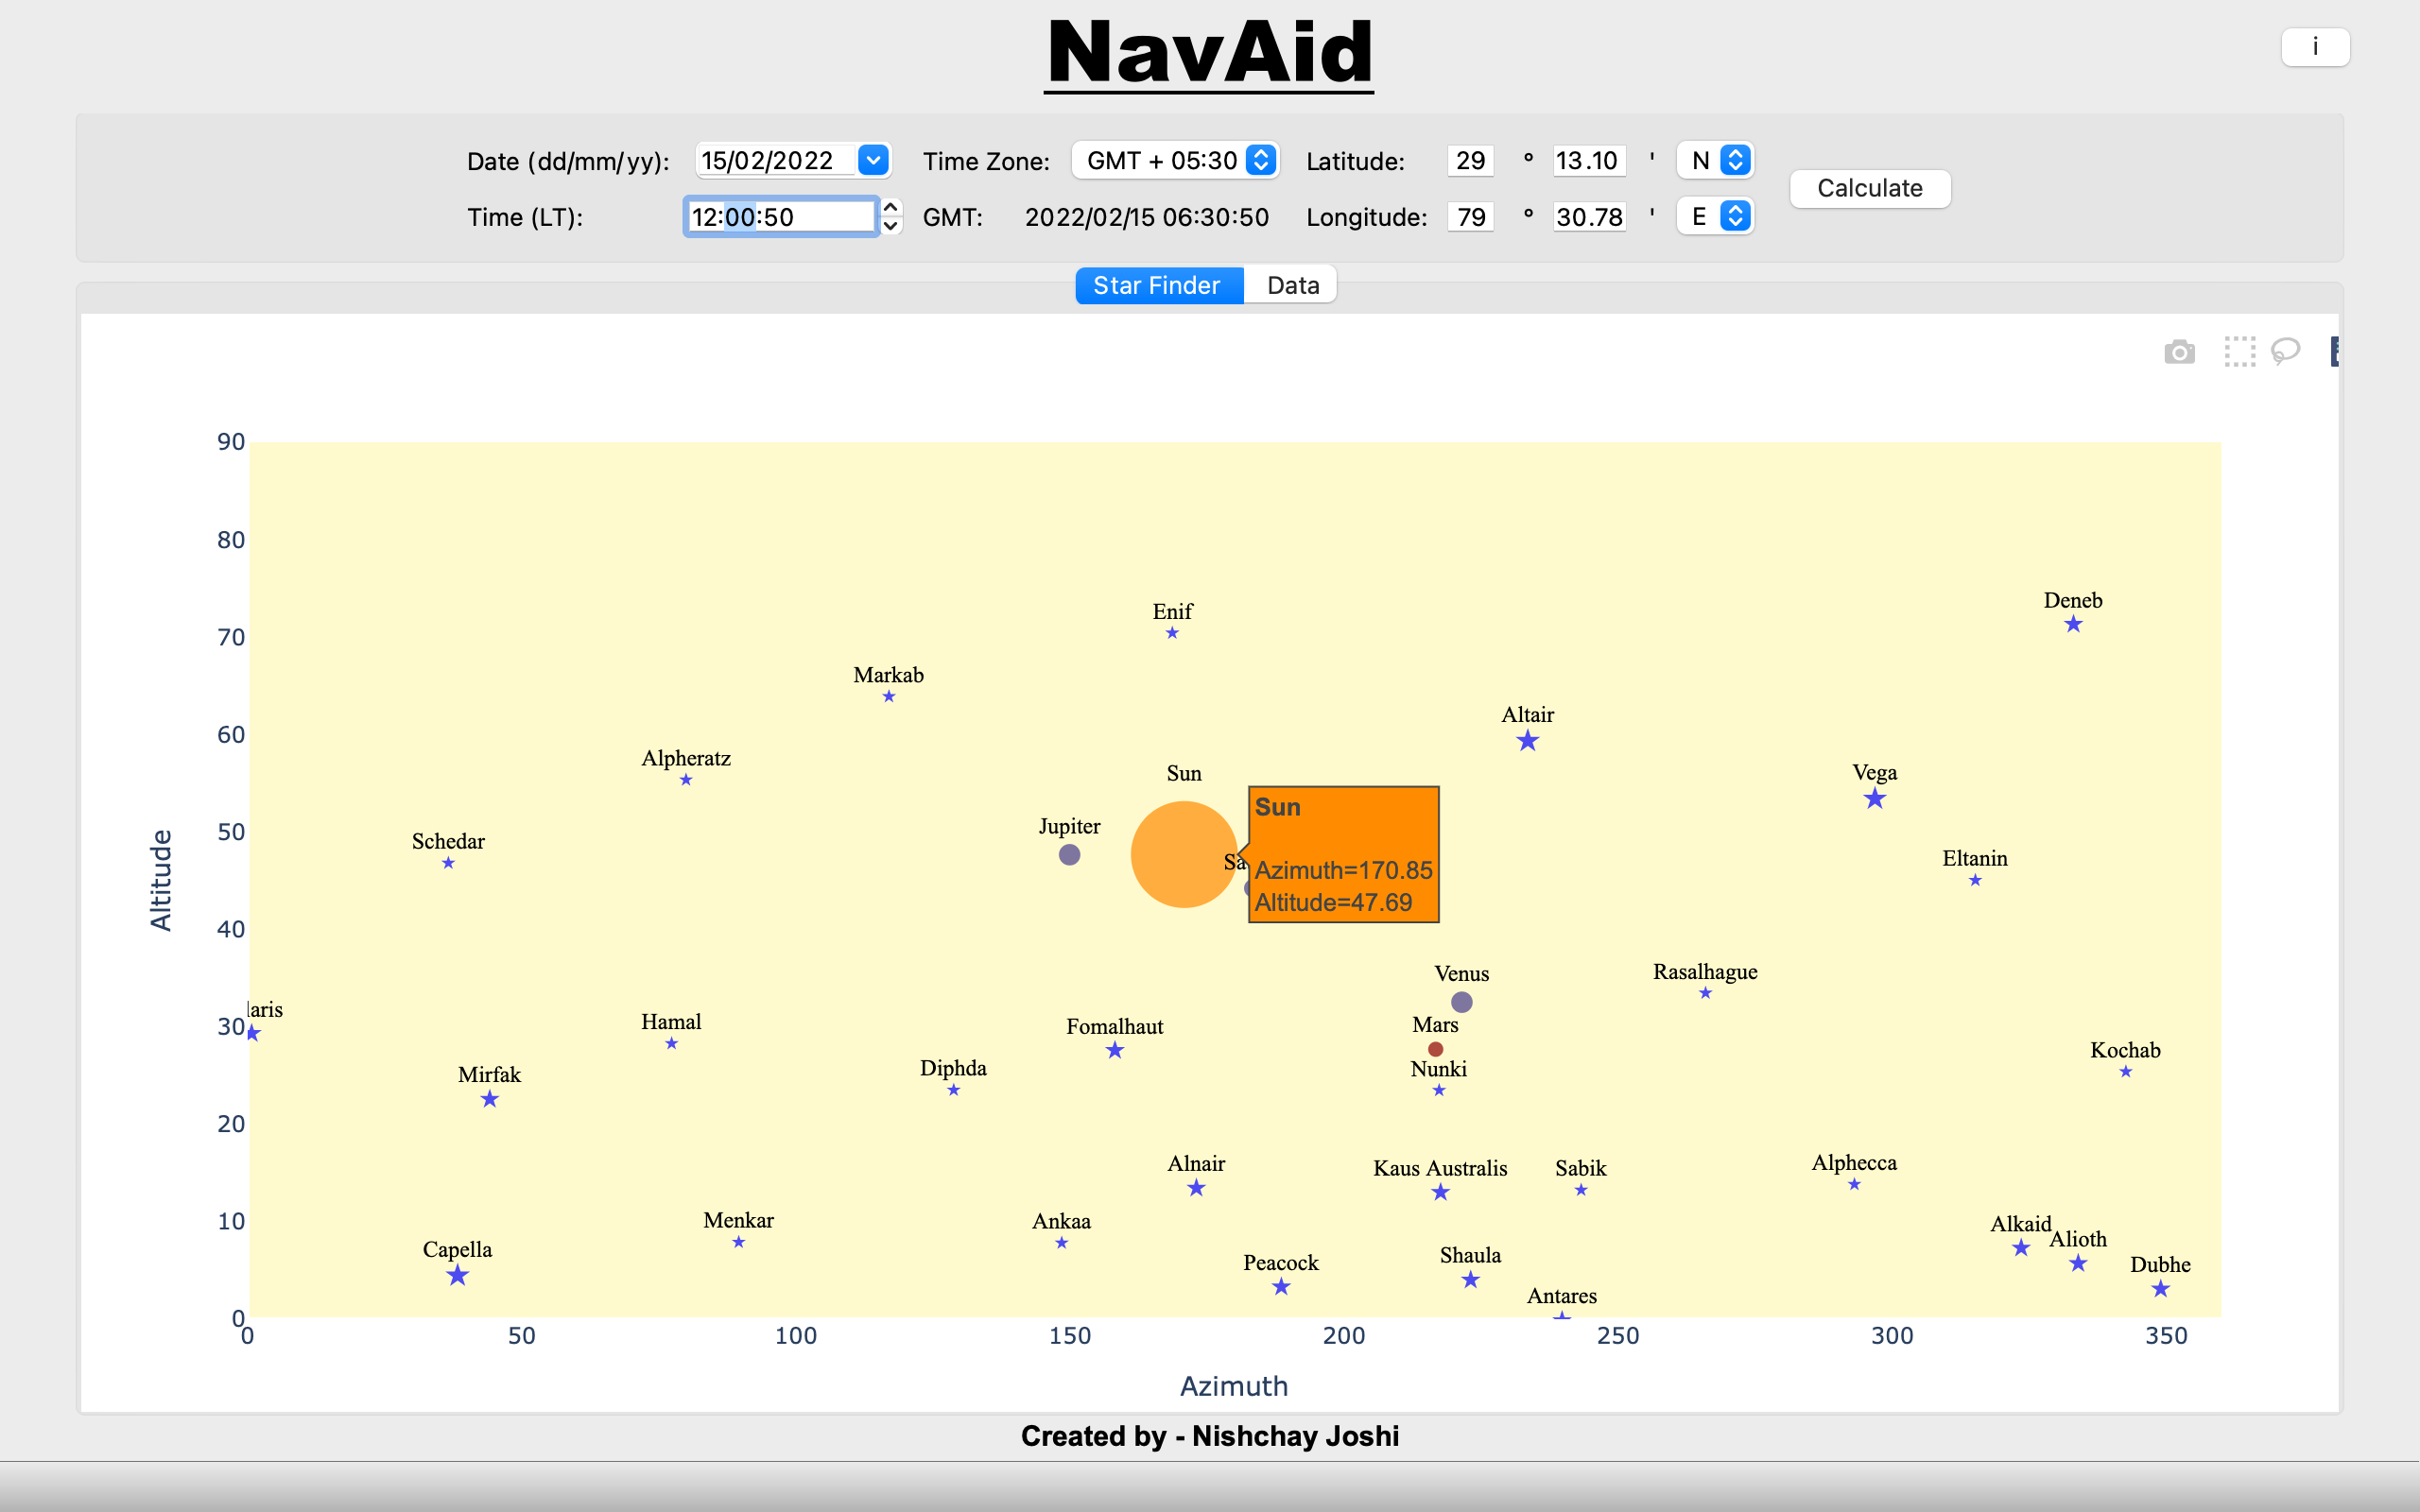 NavAid
i
Date (dd/mm/yy): 15/02/2022 Time Zone: GMT + 05:30 Latitude: 29 ° 13.10 ' N
Calculate
Time (LT): 12:00:50 GMT: 2022/02/15 06:30:50 Longitude: 79 ° 30.78 ' E
Star Finder Data
90
80
70
60
50
40
30
20
10
0
Altitude
Deneb
Enif
Markab
Altair
Alpheratz
Vega
Sun
Sun
Azimuth=170.85
Altitude=47.69
Jupiter
Schedar
Eltanin
Sa
Rasalhague
Venus
laris
Hamal
Mars
Fomalhaut
Kochab
Diphda
Nunki
Mirfak
Alphecca
Alnair
Kaus Australis
Sabik
Menkar
Ankaa
Alkaid
Alioth
Capella
Shaula
Peacock
Dubhe
Antares
0 50 100 150 200 250 300 350
Azimuth
Created by - Nishchay Joshi